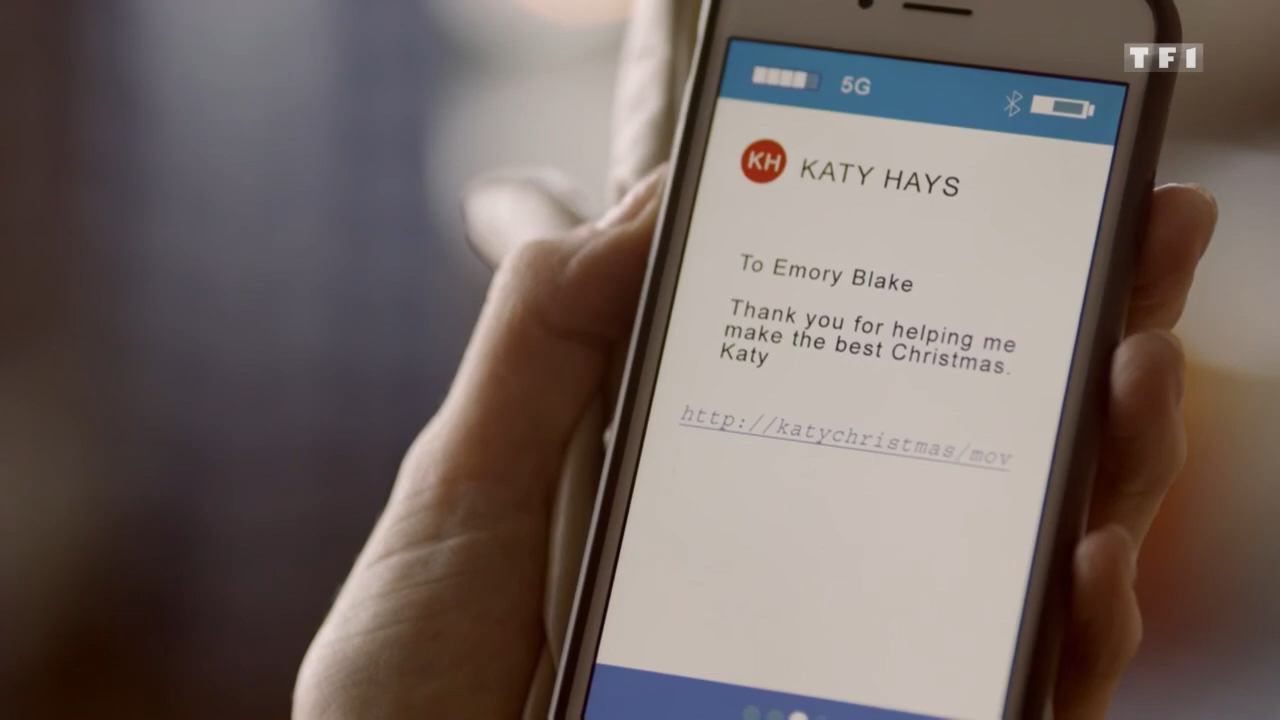 TF1
5G
KH KATY HAYS
To Emory Blake
Thank you for helping me
make the best Christmas.
Katy
http://katychristmas/mov